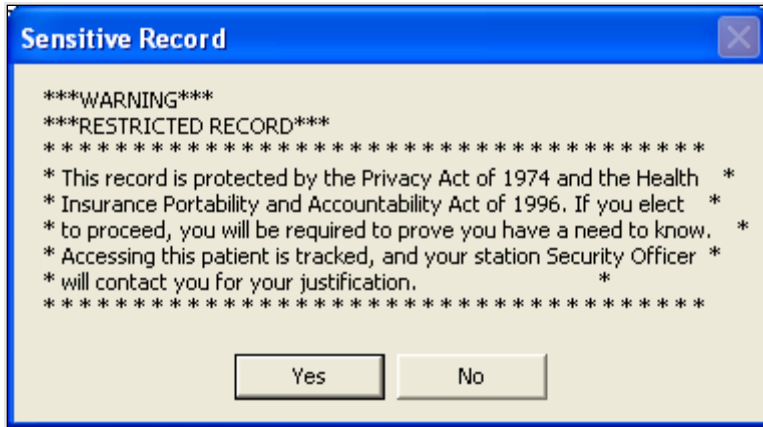 Sensitive Record
***WARNING***
***RESTRICTED RECORD***
* * * * * * * * * * * * * * * * * * * * * * * * * * * * * * * * * * * * *
* This record is protected by the Privacy Act of 1974 and the Health *
* Insurance Portability and Accountability Act of 1996. If you elect *
* to proceed, you will be required to prove you have a need to know. *
* Accessing this patient is tracked, and your station Security Officer *
* will contact you for your justification. *
* * * * * * * * * * * * * * * * * * * * * * * * * * * * * * * * * * * * *
Yes No